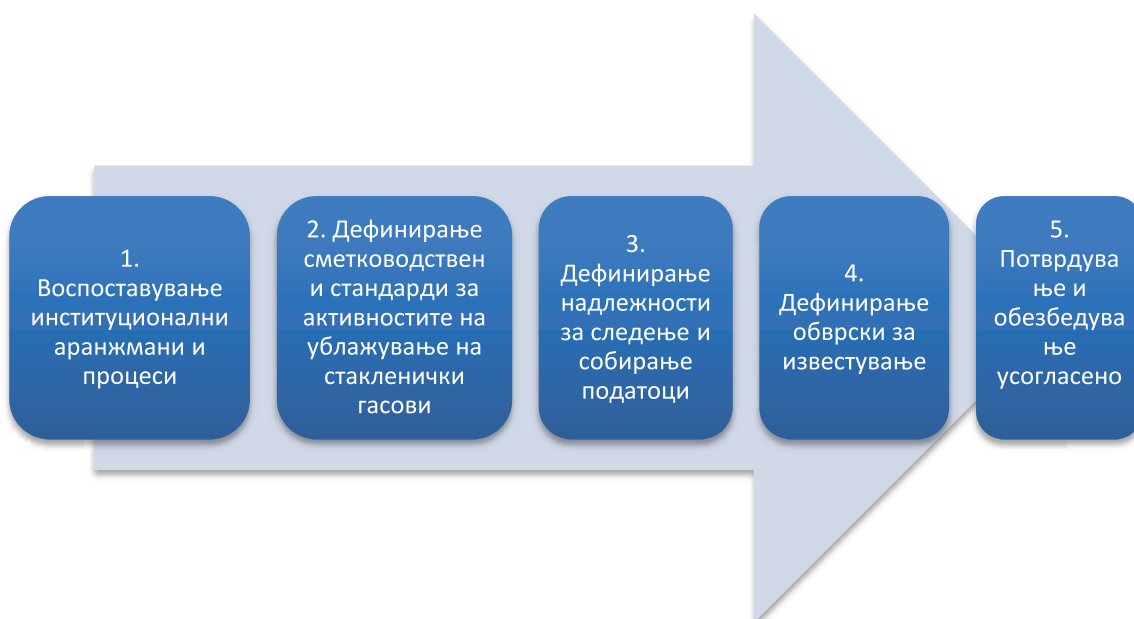 1.
Воспоставување
институционални
аранжмани и
процеси
2. Дефинирање
сметководствен
и стандарди за
активностите на
ублажување на
стакленички
гасови
3.
Дефинирање
надлежности
за следење и
собирање
податоци
4.
Дефинирање
обврски за
известување
5.
Потврдува
ње и
обезбедува
ње
усогласено